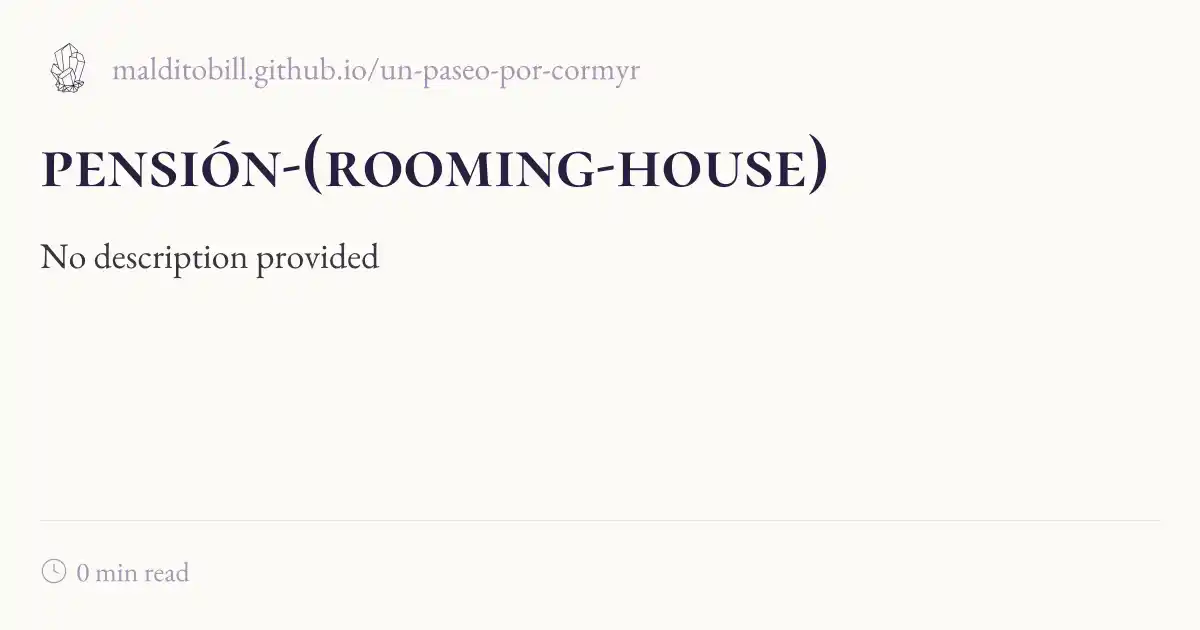 malditobill.github.io/un-paseo-por-cormyr
pensión-(rooming-house)
No description provided
0 min read